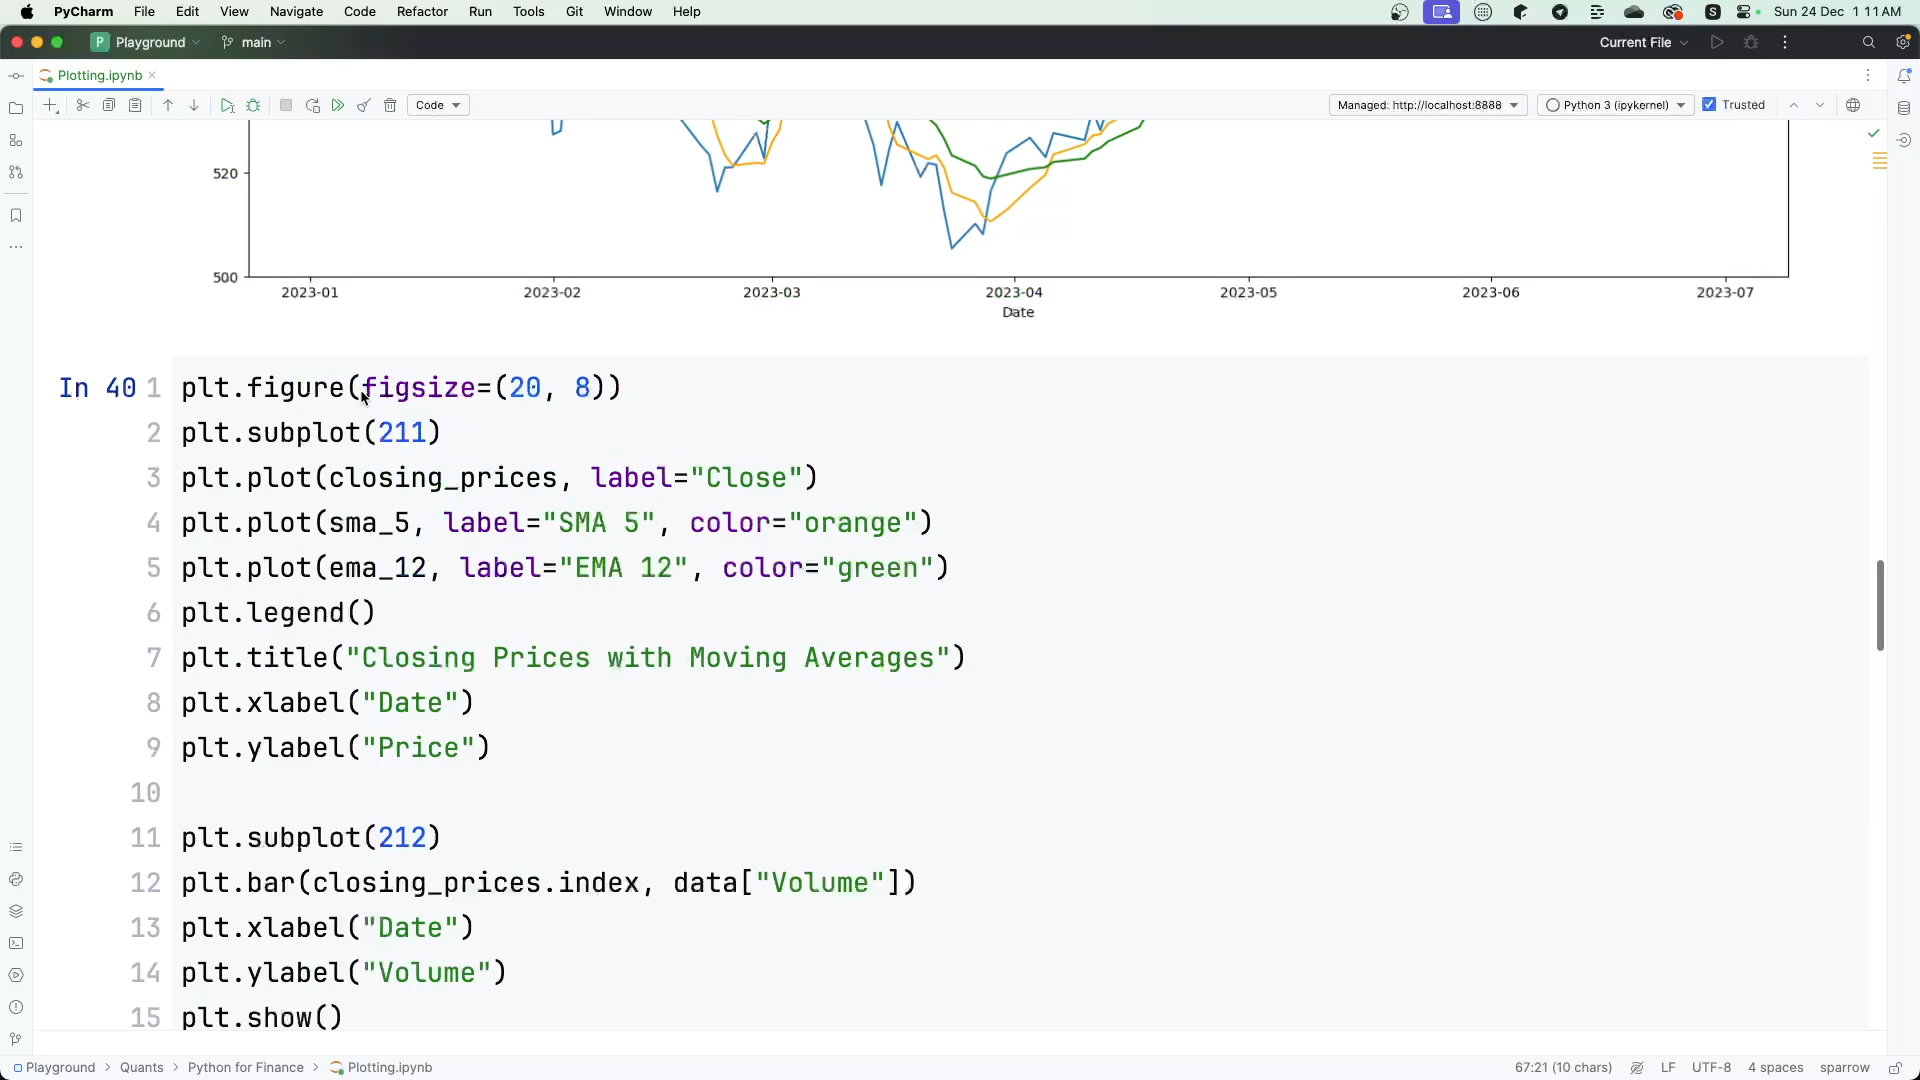 PyCharm File Edit View Navigate Code Refactor Run Tools Git Window Help S Sun 24 Dec 1 11 AM
P Playground main Current File
Plotting.ipynb
Code Managed: http://localhost:8888 Python 3 (ipykernel) Trusted
520
500
2023-01 2023-02 2023-03 2023-04 2023-05 2023-06 2023-07
Date
In 40 1 plt.figure(figsize=(20, 8))
2 plt.subplot(211)
3 plt.plot(closing_prices, label="Close")
4 plt.plot(sma_5, label="SMA 5", color="orange")
5 plt.plot(ema_12, label="EMA 12", color="green")
6 plt.legend()
7 plt.title("Closing Prices with Moving Averages")
8 plt.xlabel("Date")
9 plt.ylabel("Price")
10
11 plt.subplot(212)
12 plt.bar(closing_prices.index, data["Volume"])
13 plt.xlabel("Date")
14 plt.ylabel("Volume")
15 plt.show()
Playground > Quants > Python for Finance > Plotting.ipynb 67:21 (10 chars) LF UTF-8 4 spaces sparrow